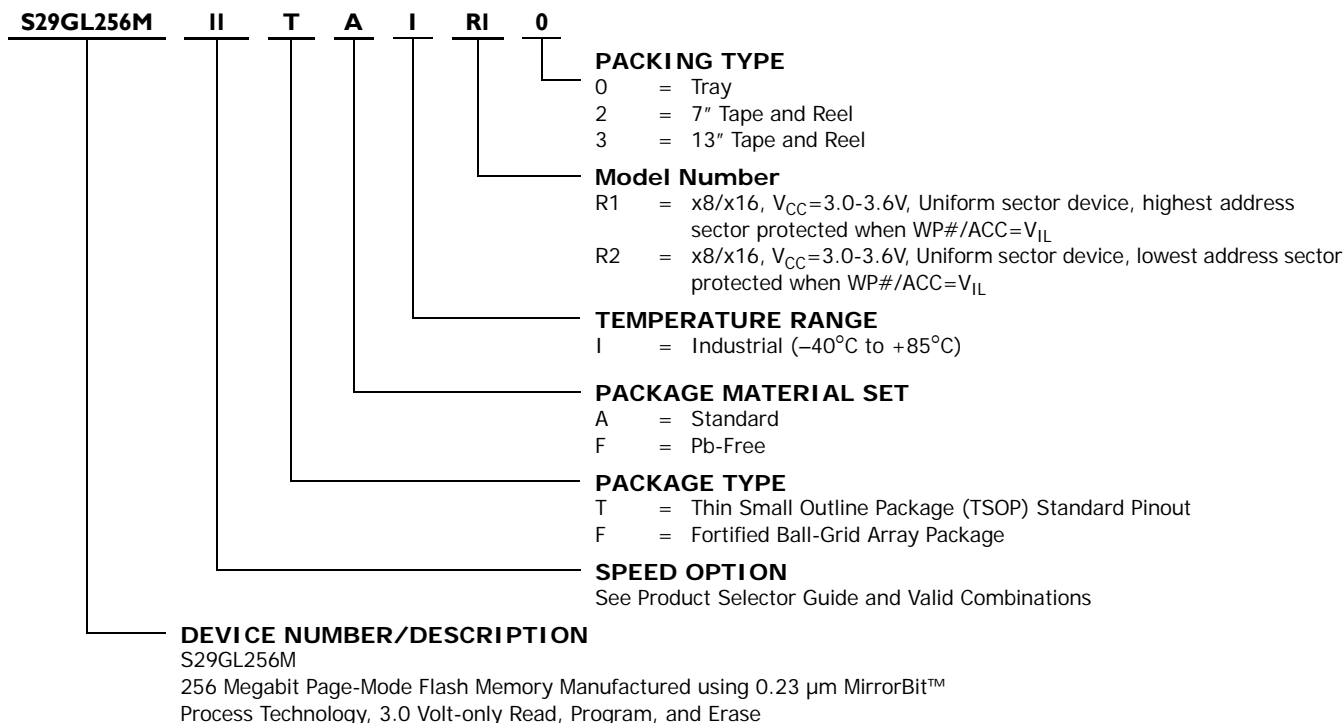 S29GL256M 11 T A I R1 0
PACKING TYPE
0 = Tray
2 = 7″ Tape and Reel
3 = 13″ Tape and Reel
Model Number
R1 = x8/x16, VCC=3.0-3.6V, Uniform sector device, highest address
sector protected when WP#/ACC=VIL
R2 = x8/x16, VCC=3.0-3.6V, Uniform sector device, lowest address sector
protected when WP#/ACC=VIL
TEMPERATURE RANGE
I = Industrial (–40°C to +85°C)
PACKAGE MATERIAL SET
A = Standard
F = Pb-Free
PACKAGE TYPE
T = Thin Small Outline Package (TSOP) Standard Pinout
F = Fortified Ball-Grid Array Package
SPEED OPTION
See Product Selector Guide and Valid Combinations
DEVICE NUMBER/DESCRIPTION
S29GL256M
256 Megabit Page-Mode Flash Memory Manufactured using 0.23 µm MirrorBit™
Process Technology, 3.0 Volt-only Read, Program, and Erase